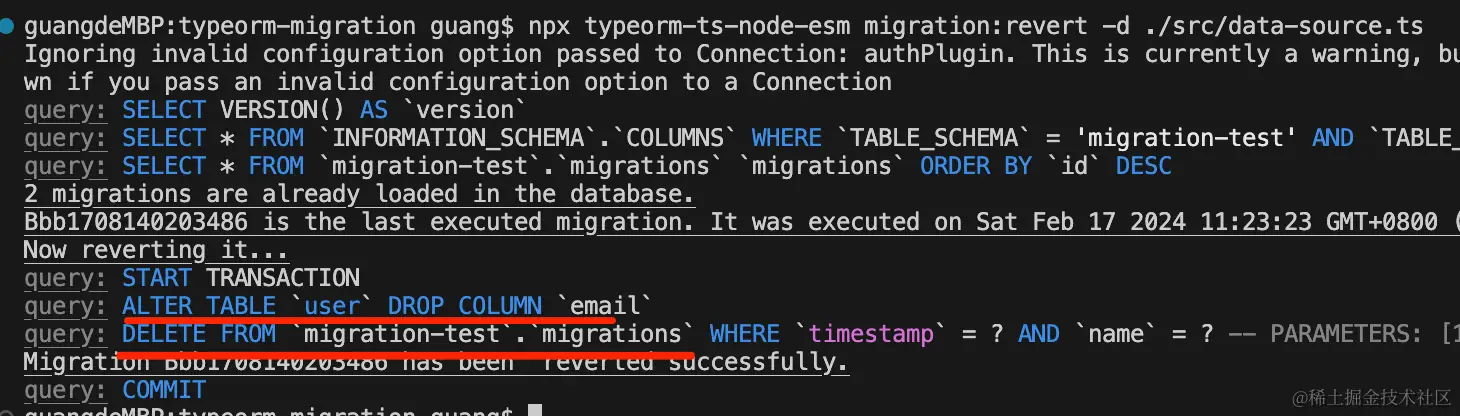 guangdeMBP:typeorm-migration guang$ npx typeorm-ts-node-esm migration:revert -d ./src/data-source.ts
Ignoring invalid configuration option passed to Connection: authPlugin. This is currently a warning, bu
wn if you pass an invalid configuration option to a Connection
query: SELECT VERSION() AS `version`
query: SELECT * FROM `INFORMATION_SCHEMA`.`COLUMNS` WHERE `TABLE_SCHEMA` = 'migration-test' AND `TABLE_
query: SELECT * FROM `migration-test`.`migrations` `migrations` ORDER BY `id` DESC
2 migrations are already loaded in the database.
Bbb1708140203486 is the last executed migration. It was executed on Sat Feb 17 2024 11:23:23 GMT+0800 (
Now reverting it...
query: START TRANSACTION
query: ALTER TABLE `user` DROP COLUMN `email`
query: DELETE FROM `migration-test`.`migrations` WHERE `timestamp` = ? AND `name` = ? -- PARAMETERS: [1
Migration Bbb1708140203486 has been  reverted successfully.
query: COMMIT
guangdeMBP:typeorm-migration guang$
@稀土掘金技术社区